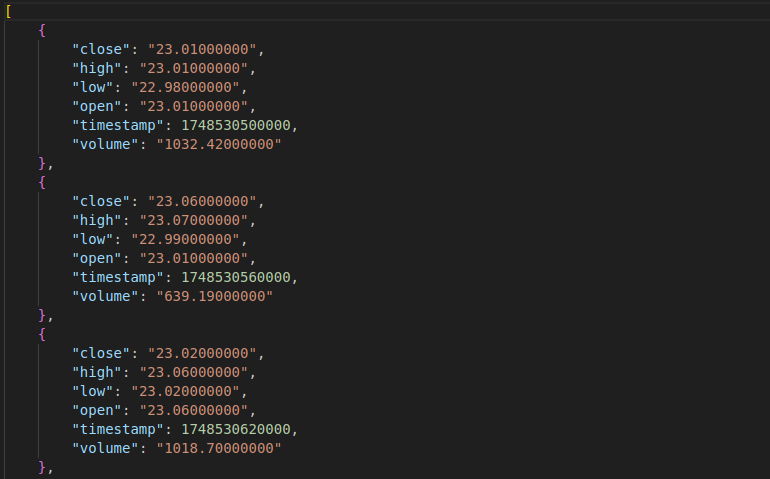 [
{
"close": "23.01000000",
"high": "23.01000000",
"low": "22.98000000",
"open": "23.01000000",
"timestamp": 1748530500000,
"volume": "1032.42000000"
},
{
"close": "23.06000000",
"high": "23.07000000",
"low": "22.99000000",
"open": "23.01000000",
"timestamp": 1748530560000,
"volume": "639.19000000"
},
{
"close": "23.02000000",
"high": "23.06000000",
"low": "23.02000000",
"open": "23.06000000",
"timestamp": 1748530620000,
"volume": "1018.70000000"
},